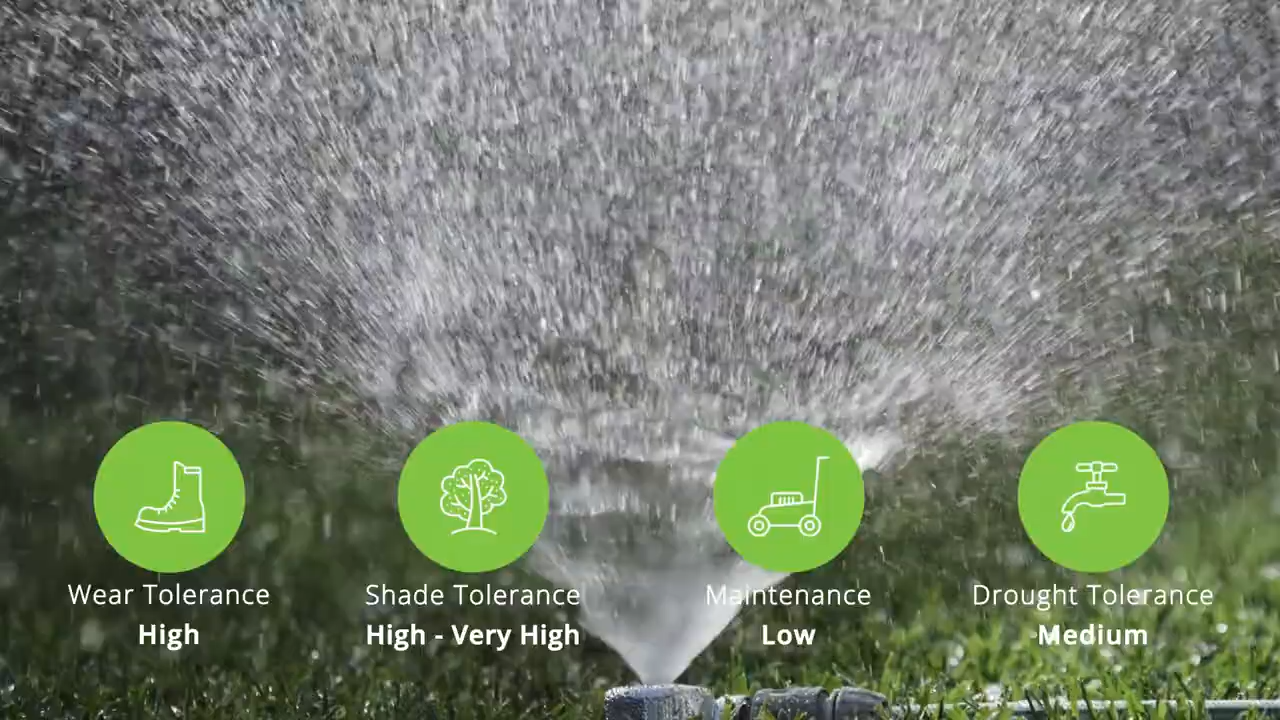 Wear Tolerance
High
Shade Tolerance
High - Very High
Maintenance
Low
Drought Tolerance
Medium